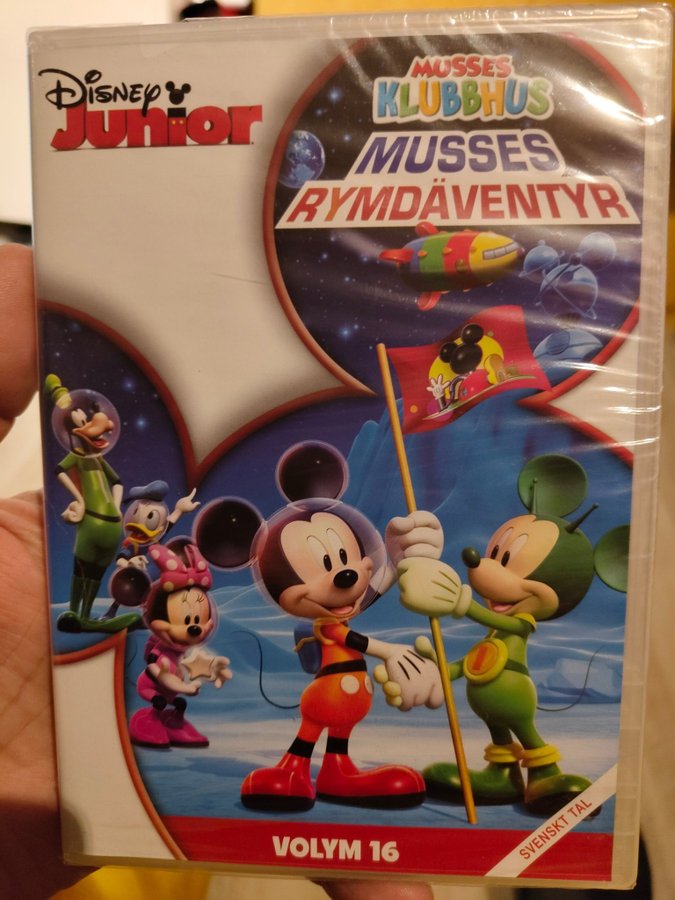 Disney
Junior
MUSSES
KLUBBHUS
MUSSES
RYMDÄVENTYR
VOLYM 16
SVENSKT TAL